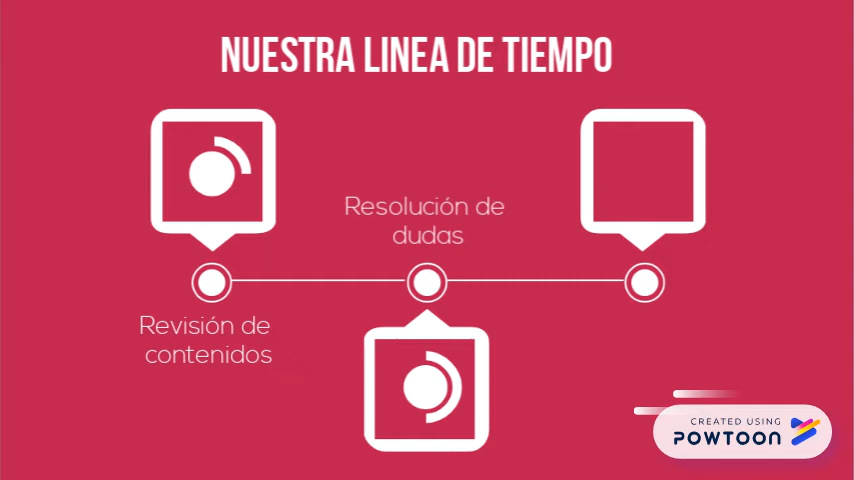 NUESTRA LINEA DE TIEMPO
Resolución de
dudas
Revisión de
contenidos
CREATED USING
POWTOON